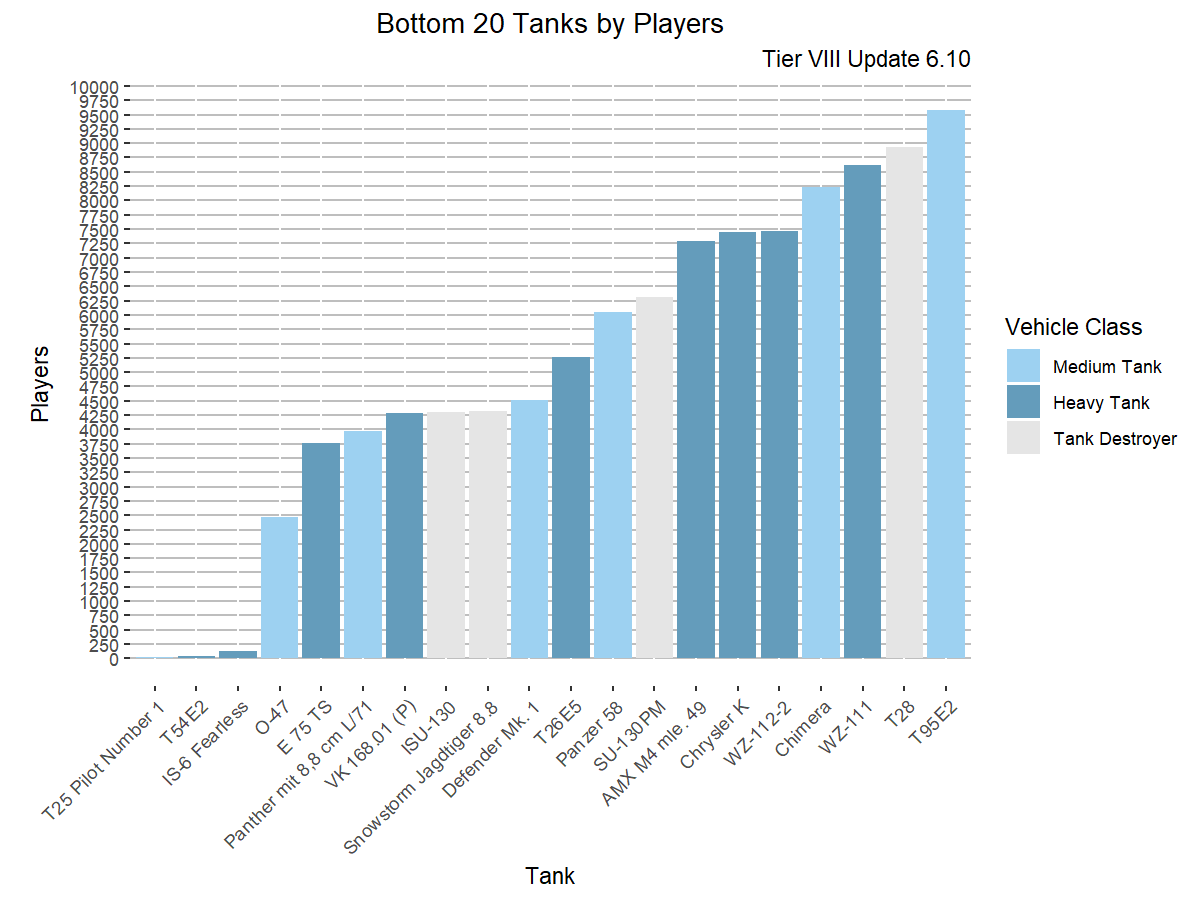 Bottom 20 Tanks by Players
Tier VIII Update 6.10
10000
9750
9500
9250
9000
8750
8500
8250
8000
7750
7500
7250
7000
6750
6500
6250
6000
5750
5500
5250
5000
4750
4500
4250
4000
3750
3500
3250
3000
2750
2500
2250
2000
1750
1500
1250
1000
750
500
250
0
Players
T25 Pilot Number 1
T54E2
IS-6 Fearless
O-47
E 75 TS
Panther mit 8,8 cm L/71
VK 168.01 (P)
ISU-130
Snowstorm Jagdtiger 8.8
Defender Mk. 1
T26E5
Panzer 58
SU-130PM
AMX M4 mle. 49
Chrysler K
WZ-112-2
Chimera
WZ-111
T28
T95E2
Tank
Vehicle Class
Medium Tank
Heavy Tank
Tank Destroyer